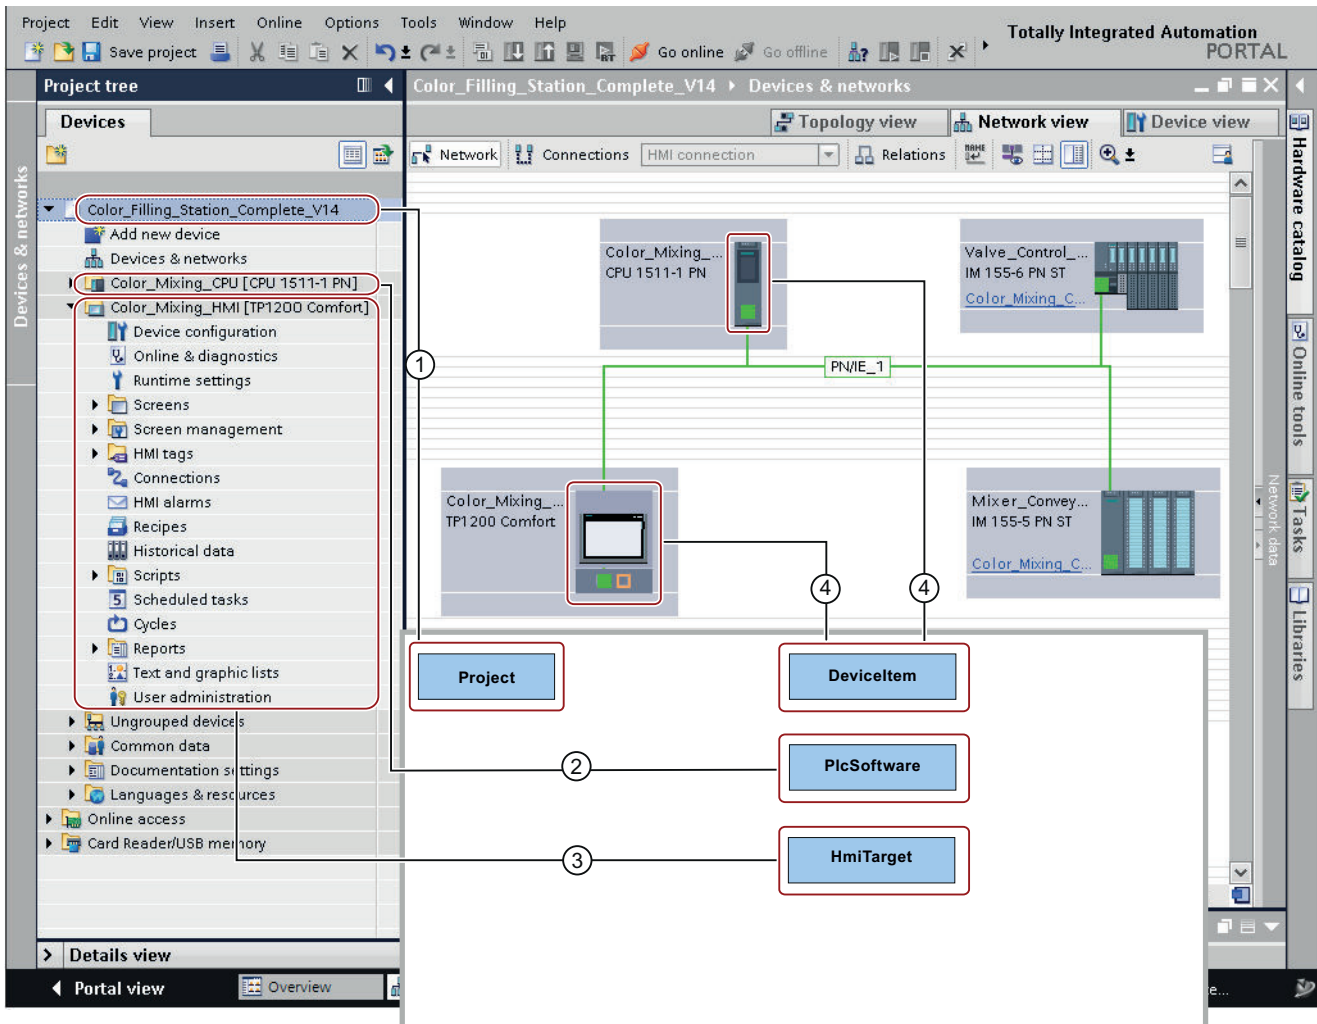 Project Edit View Insert Online Options Tools Window Help
Totally Integrated Automation
PORTAL
Save project
Go online
Go offline
Project tree
Color_Filling_Station_Complete_V14 Devices & networks
Devices
Topology view
Network view
Device view
Network
Connections
HMI connection
Relations
Devices & networks
Color_Filling_Station_Complete_V14
Add new device
Devices & networks
Color_Mixing_CPU [CPU 1511-1 PN]
Color_Mixing_HMI [TP1200 Comfort]
Device configuration
Online & diagnostics
Runtime settings
Screens
Screen management
HMI tags
Connections
HMI alarms
Recipes
Historical data
Scripts
5 Scheduled tasks
Cycles
Reports
Text and graphic lists
User administration
Ungrouped devices
Common data
Documentation settings
Languages & resources
Online access
Card Reader/USB memory
Details view
Portal view
Overview
Color_Mixing_...
CPU 1511-1 PN
Valve_Control_...
IM 155-6 PN ST
Color_Mixing_C...
PN/IE_1
Color_Mixing_...
TP1200 Comfort
Mixer_Convey...
IM 155-5 PN ST
Color_Mixing_C...
1
4
4
Project
DeviceItem
2
PlcSoftware
3
HmiTarget
Network data
Hardware catalog
Online tools
Tasks
Libraries